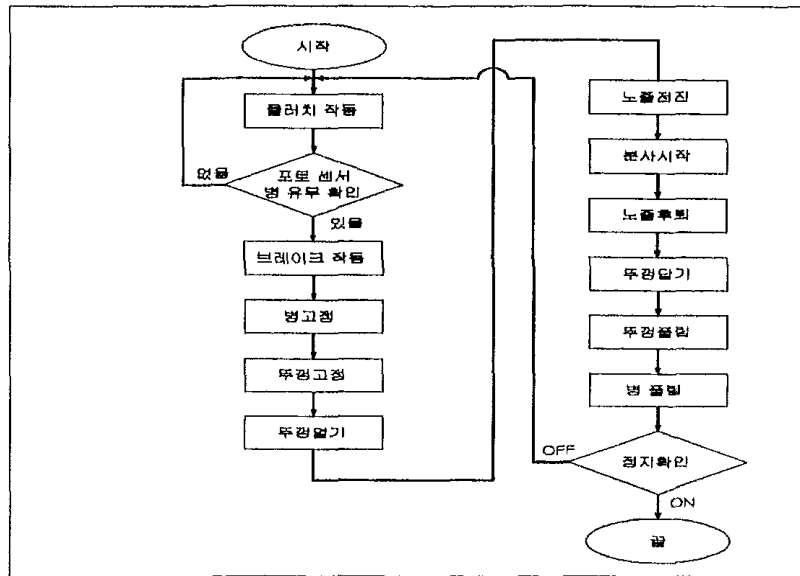 시작
클러치 작동
포토 센서
병 유무 확인
없음
있음
브레이크 작동
병고정
뚜껑고정
뚜껑열기
노즐전진
분사시작
노즐후퇴
뚜껑닫기
뚜껑풀림
병 풀림
정지확인
OFF
ON
끝